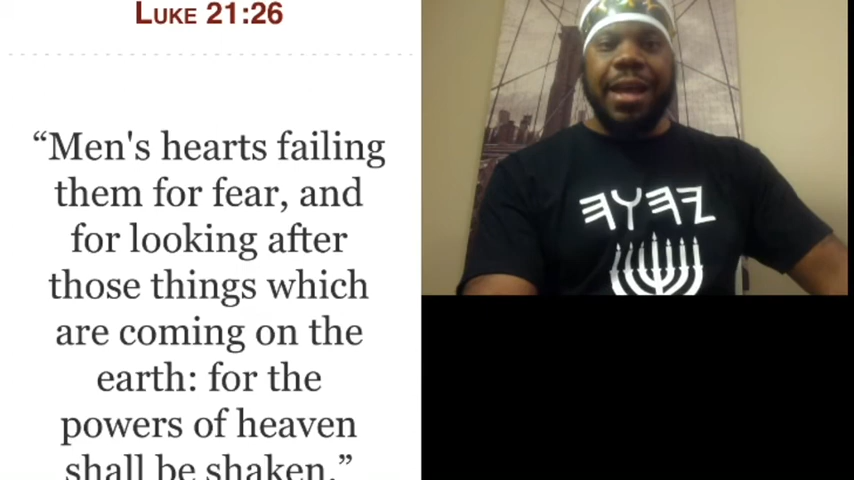 LUKE 21:26
“Men's hearts failing
them for fear, and
for looking after
those things which
are coming on the
earth: for the
powers of heaven
shall be shaken.”
𐤉𐤄𐤅𐤄